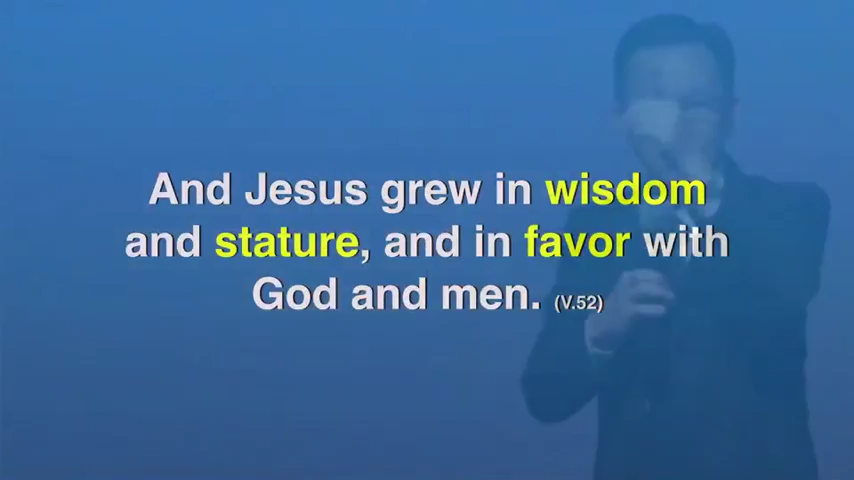 And Jesus grew in wisdom
and stature, and in favor with
God and men. (V.52)